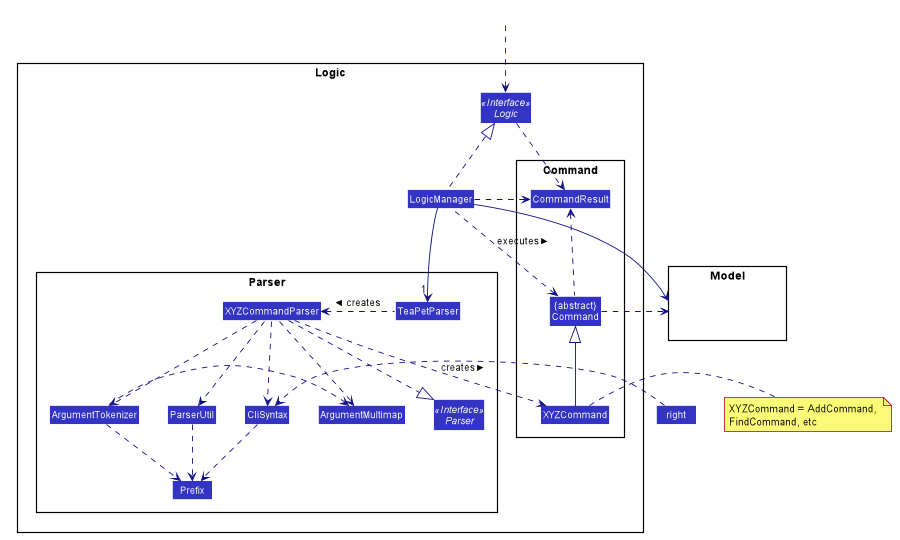 Logic
«Interface»
Logic
Command
LogicManager
CommandResult
executes ►
Model
Parser
1
{abstract}
Command
XYZCommandParser
◄ creates
TeaPetParser
creates ►
ArgumentTokenizer
ParserUtil
CliSyntax
ArgumentMultimap
«Interface»
Parser
XYZCommand
right
XYZCommand = AddCommand,
FindCommand, etc
Prefix